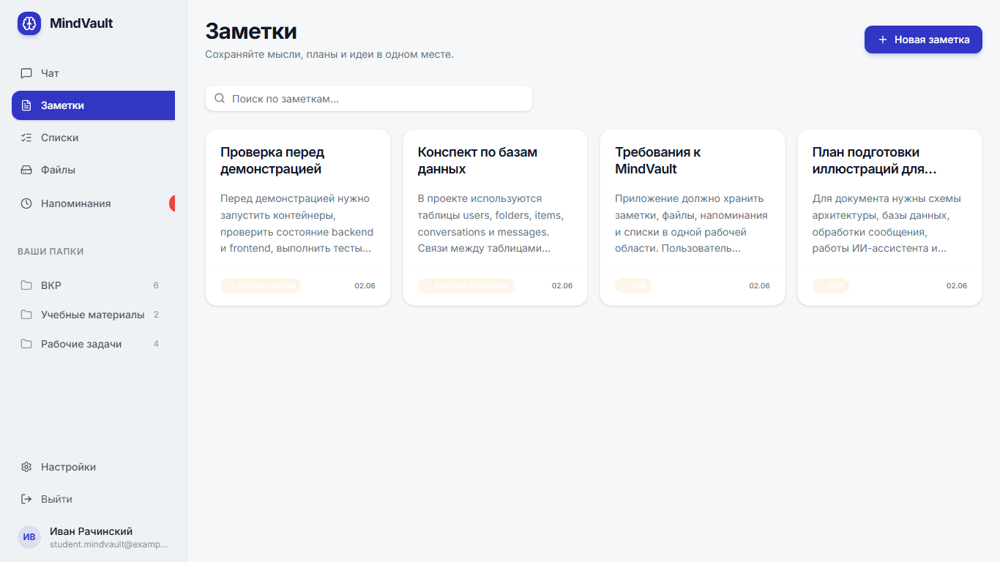 MindVault
Чат
Заметки
Списки
Файлы
Напоминания
ВАШИ ПАПКИ
ВКР 6
Учебные материалы 2
Рабочие задачи 4
Настройки
Выйти
ИВ
Иван Рачинский
student.mindvault@examp...
Заметки
Сохраняйте мысли, планы и идеи в одном месте.
+ Новая заметка
Поиск по заметкам...
Проверка перед
демонстрацией
Перед демонстрацией нужно
запустить контейнеры,
проверить состояние backend
и frontend, выполнить тесты...
Рабочие задачи 02.06
Конспект по базам
данных
В проекте используются
таблицы users, folders, items,
conversations и messages.
Связи между таблицами...
Учебные материалы 02.06
Требования к
MindVault
Приложение должно хранить
заметки, файлы, напоминания
и списки в одной рабочей
области. Пользователь...
ВКР 02.06
План подготовки
иллюстраций для...
Для документа нужны схемы
архитектуры, базы данных,
обработки сообщения,
работы ИИ-ассистента и...
ВКР 02.06